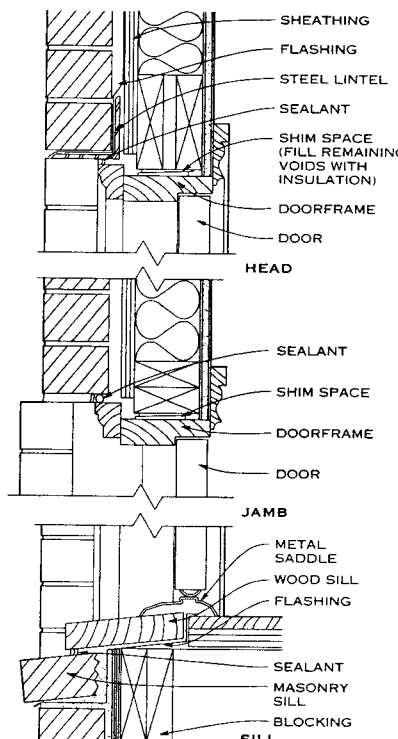 SHEATHING
FLASHING
STEEL LINTEL
SEALANT
SHIM SPACE
(FILL REMAINING
VOIDS WITH
INSULATION)
DOORFRAME
DOOR
HEAD
SEALANT
SHIM SPACE
DOORFRAME
DOOR
JAMB
METAL
SADDLE
WOOD SILL
FLASHING
SEALANT
MASONRY
SILL
BLOCKING
SILL